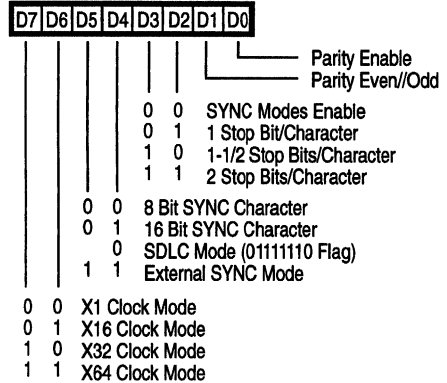 D7 D6 D5 D4 D3 D2 D1 D0
Parity Enable
Parity Even//Odd
0 0 SYNC Modes Enable
0 1 1 Stop Bit/Character
1 0 1-1/2 Stop Bits/Character
1 1 2 Stop Bits/Character
0 0 8 Bit SYNC Character
0 1 16 Bit SYNC Character
0 SDLC Mode (01111110 Flag)
1 1 External SYNC Mode
0 0 X1 Clock Mode
0 1 X16 Clock Mode
1 0 X32 Clock Mode
1 1 X64 Clock Mode